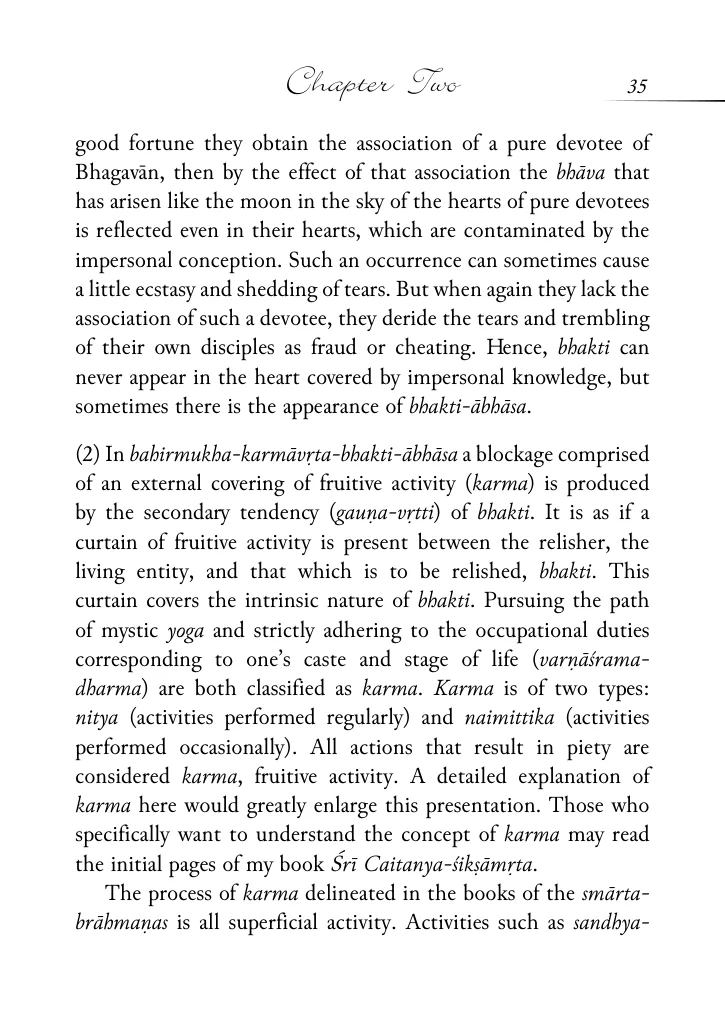 Chapter Two
35
good fortune they obtain the association of a pure devotee of
Bhagavān, then by the effect of that association the bhāva that
has arisen like the moon in the sky of the hearts of pure devotees
is reflected even in their hearts, which are contaminated by the
impersonal conception. Such an occurrence can sometimes cause
a little ecstasy and shedding of tears. But when again they lack the
association of such a devotee, they deride the tears and trembling
of their own disciples as fraud or cheating. Hence, bhakti can
never appear in the heart covered by impersonal knowledge, but
sometimes there is the appearance of bhakti-ābhāsa.
(2) In bahirmukha-karmāvṛta-bhakti-ābhāsa a blockage comprised
of an external covering of fruitive activity (karma) is produced
by the secondary tendency (gauṇa-vṛtti) of bhakti. It is as if a
curtain of fruitive activity is present between the relisher, the
living entity, and that which is to be relished, bhakti. This
curtain covers the intrinsic nature of bhakti. Pursuing the path
of mystic yoga and strictly adhering to the occupational duties
corresponding to one’s caste and stage of life (varṇāśrama-
dharma) are both classified as karma. Karma is of two types:
nitya (activities performed regularly) and naimittika (activities
performed occasionally). All actions that result in piety are
considered karma, fruitive activity. A detailed explanation of
karma here would greatly enlarge this presentation. Those who
specifically want to understand the concept of karma may read
the initial pages of my book Śrī Caitanya-śikṣāmṛta.
The process of karma delineated in the books of the smārta-
brāhmaṇas is all superficial activity. Activities such as sandhya-